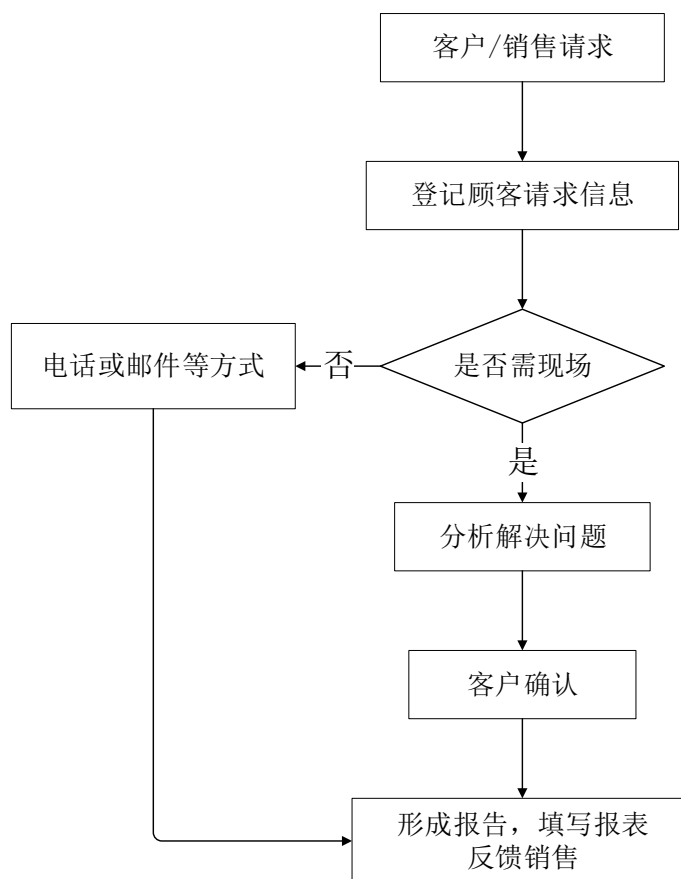 客户/销售请求
登记顾客请求信息
是否需现场
否
电话或邮件等方式
是
分析解决问题
客户确认
形成报告，填写报表
反馈销售